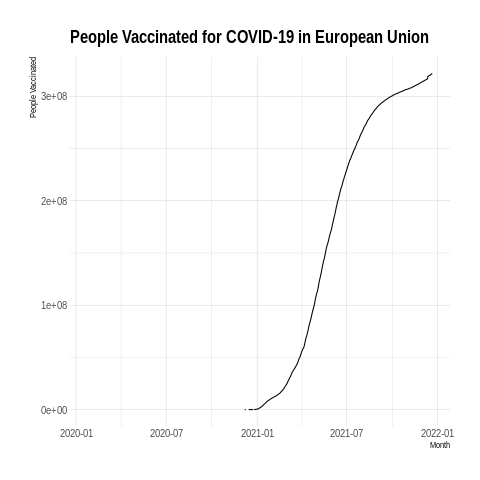 People Vaccinated for COVID-19 in European Union
People Vaccinated
3e+08
2e+08
1e+08
0e+00
2020-01 2020-07 2021-01 2021-07 2022-01
Month